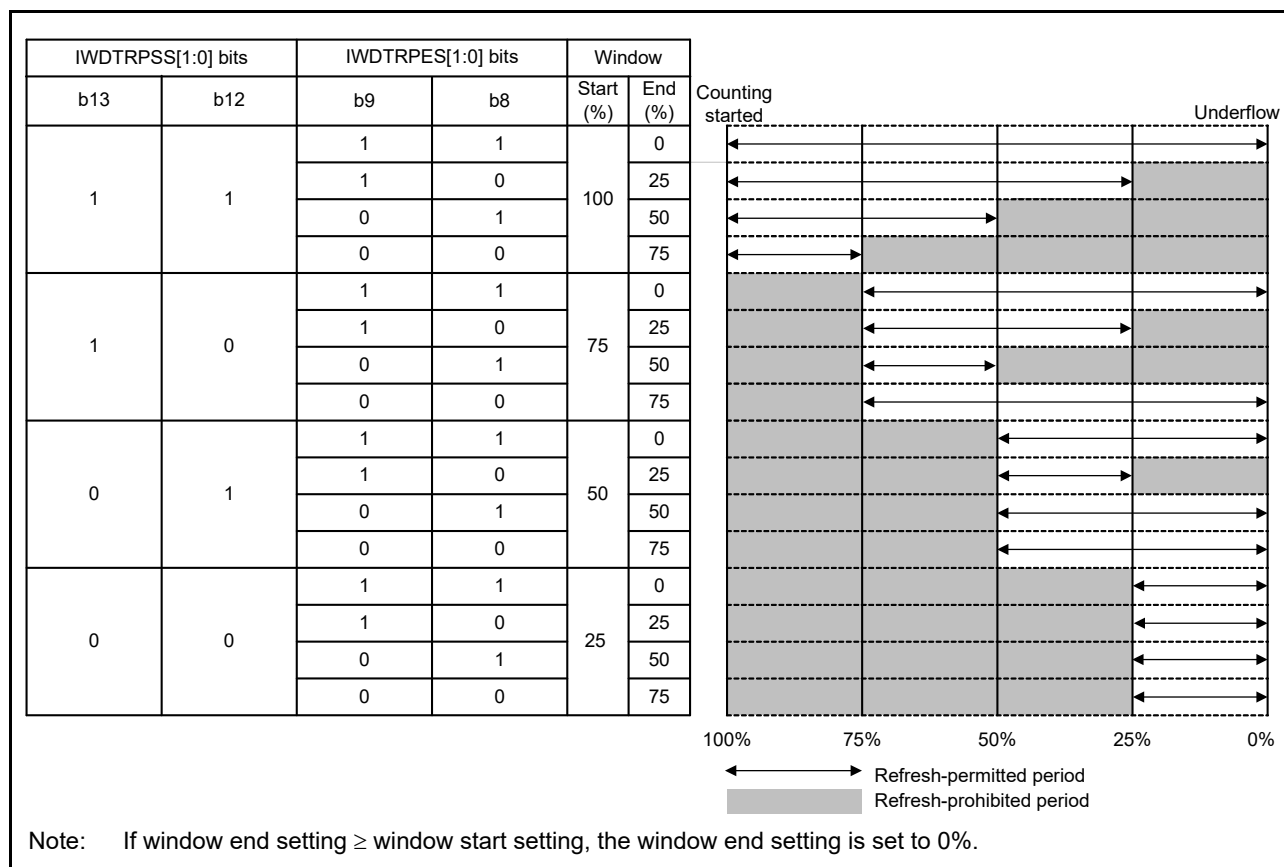 IWDTRPSS[1:0] bits IWDTRPES[1:0] bits Window
b13 b12 b9 b8 Start (%) End (%) Counting started Underflow
1 1 100
1 1 0
1 0 25
0 1 50
0 0 75
1 0 75
1 1 0
1 0 25
0 1 50
0 0 75
0 1 50
1 1 0
1 0 25
0 1 50
0 0 75
0 0 25
1 1 0
1 0 25
0 1 50
0 0 75
100% 75% 50% 25% 0%
Refresh-permitted period
Refresh-prohibited period
Note: If window end setting ≥ window start setting, the window end setting is set to 0%.